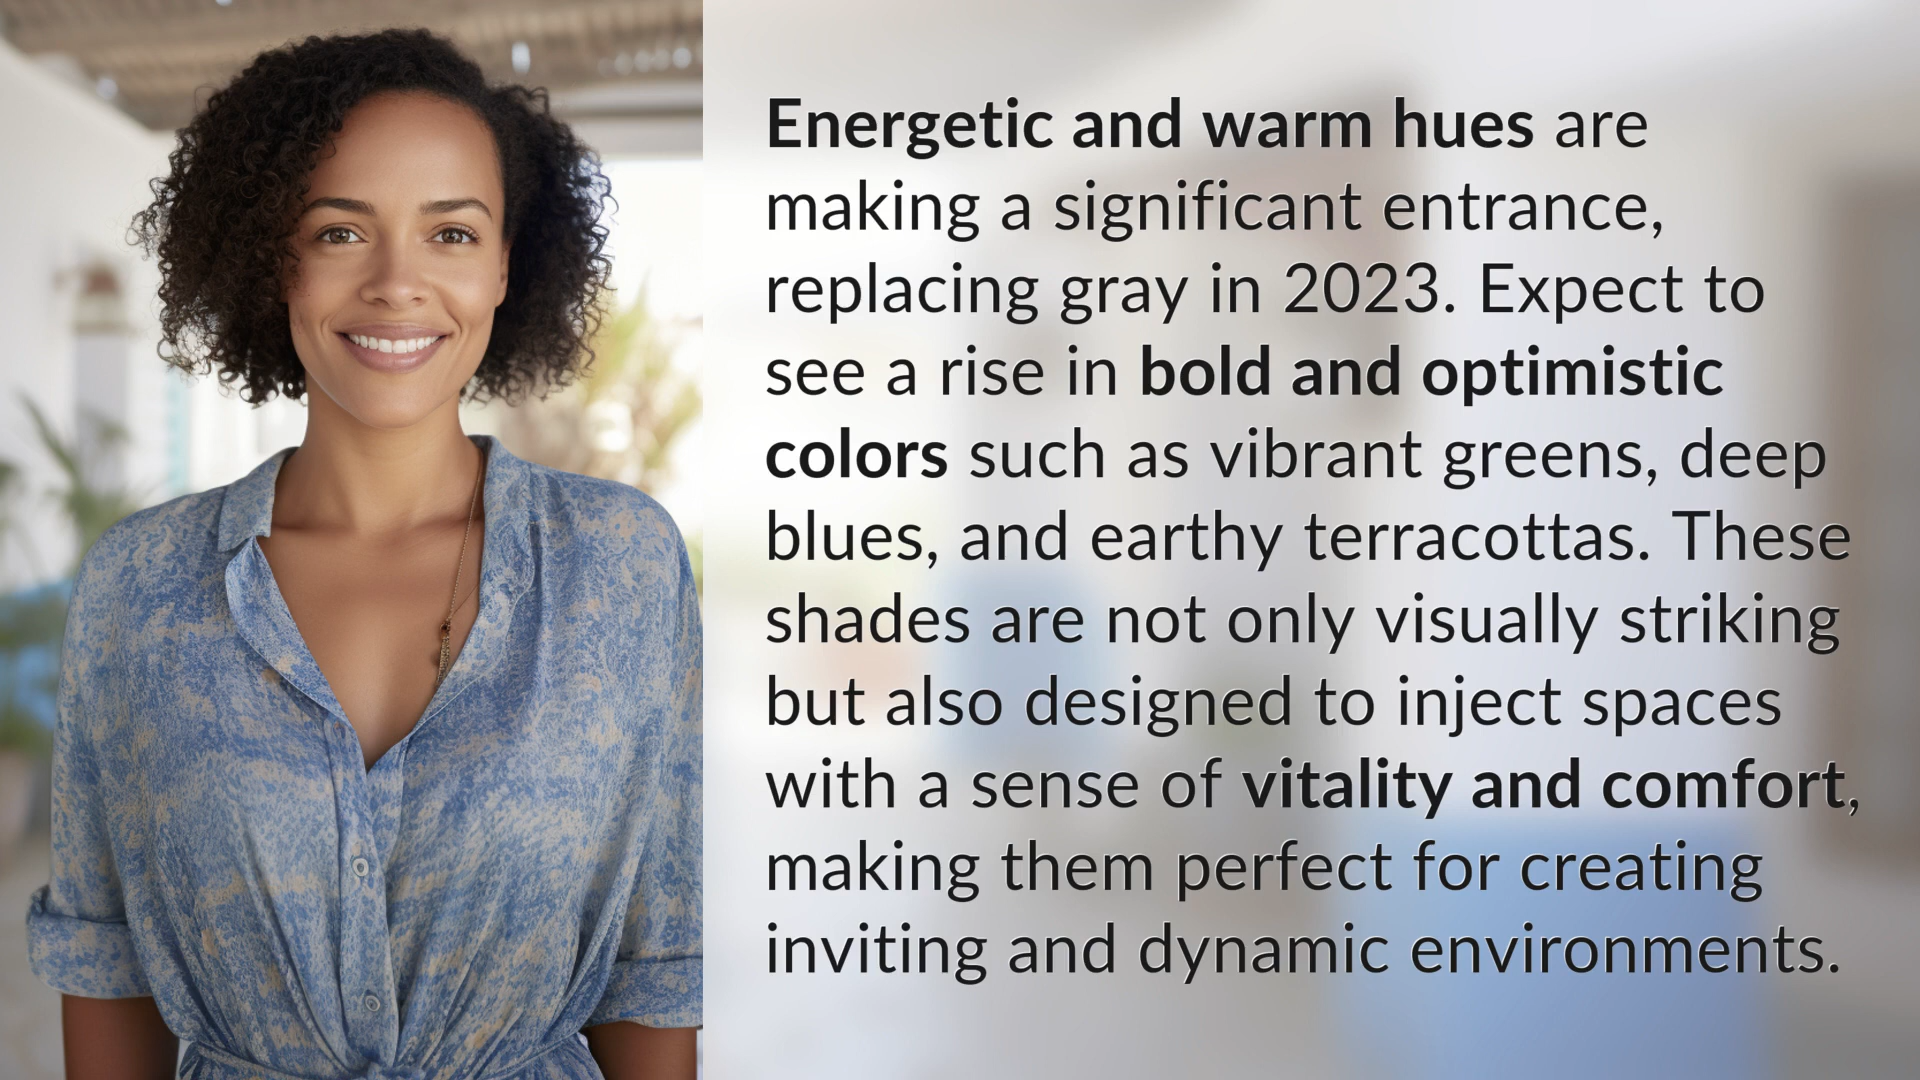 Energetic and warm hues are
making a significant entrance,
replacing gray in 2023. Expect to
see a rise in bold and optimistic
colors such as vibrant greens, deep
blues, and earthy terracottas. These
shades are not only visually striking
but also designed to inject spaces
with a sense of vitality and comfort,
making them perfect for creating
inviting and dynamic environments.